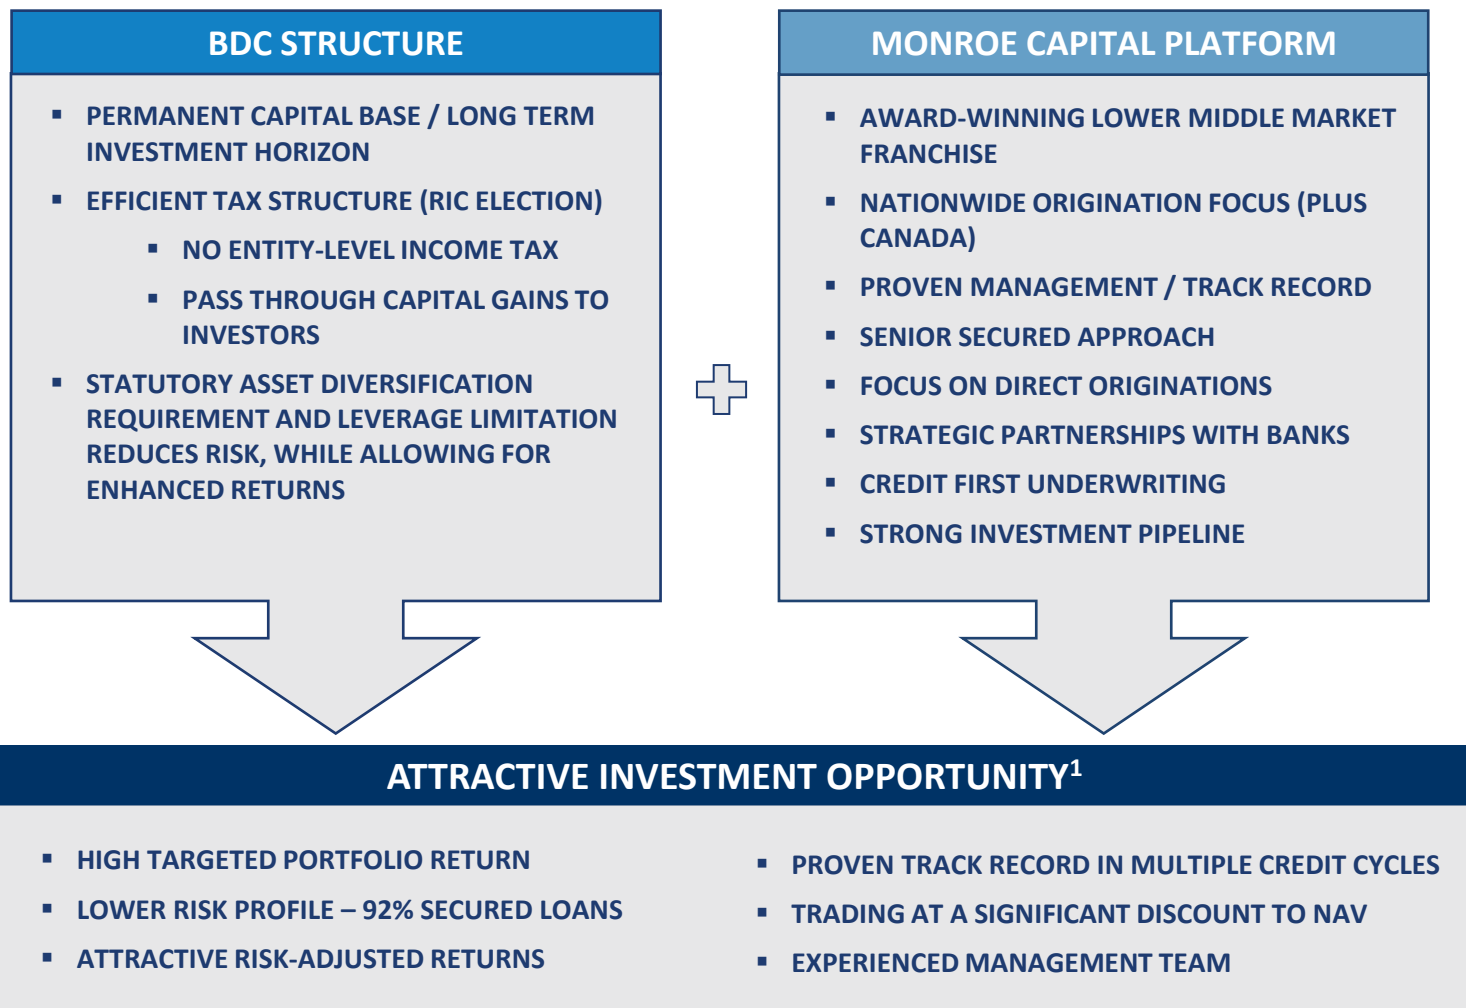 BDC STRUCTURE
▪ PERMANENT CAPITAL BASE / LONG TERM
INVESTMENT HORIZON
▪ EFFICIENT TAX STRUCTURE (RIC ELECTION)
▪ NO ENTITY-LEVEL INCOME TAX
▪ PASS THROUGH CAPITAL GAINS TO
INVESTORS
▪ STATUTORY ASSET DIVERSIFICATION
REQUIREMENT AND LEVERAGE LIMITATION
REDUCES RISK, WHILE ALLOWING FOR
ENHANCED RETURNS
MONROE CAPITAL PLATFORM
▪ AWARD-WINNING LOWER MIDDLE MARKET
FRANCHISE
▪ NATIONWIDE ORIGINATION FOCUS (PLUS
CANADA)
▪ PROVEN MANAGEMENT / TRACK RECORD
▪ SENIOR SECURED APPROACH
▪ FOCUS ON DIRECT ORIGINATIONS
▪ STRATEGIC PARTNERSHIPS WITH BANKS
▪ CREDIT FIRST UNDERWRITING
▪ STRONG INVESTMENT PIPELINE
ATTRACTIVE INVESTMENT OPPORTUNITY¹
▪ HIGH TARGETED PORTFOLIO RETURN
▪ LOWER RISK PROFILE – 92% SECURED LOANS
▪ ATTRACTIVE RISK-ADJUSTED RETURNS
▪ PROVEN TRACK RECORD IN MULTIPLE CREDIT CYCLES
▪ TRADING AT A SIGNIFICANT DISCOUNT TO NAV
▪ EXPERIENCED MANAGEMENT TEAM